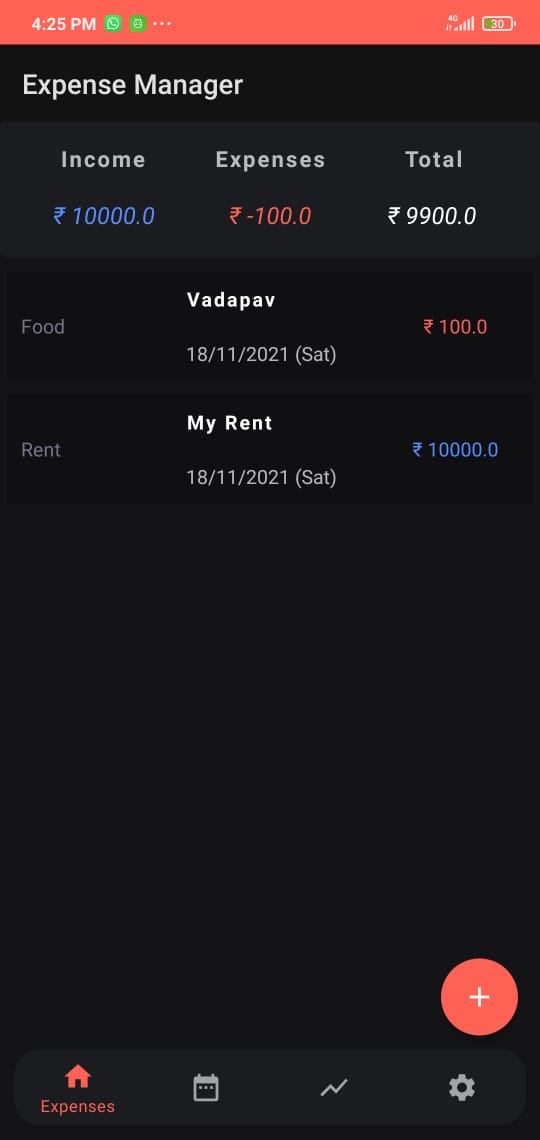 4:25 PM ... 4G 30
Expense Manager
Income Expenses Total
₹ 10000.0 ₹ -100.0 ₹ 9900.0
Vadapav
Food ₹ 100.0
18/11/2021 (Sat)
My Rent
Rent ₹ 10000.0
18/11/2021 (Sat)
+
Expenses